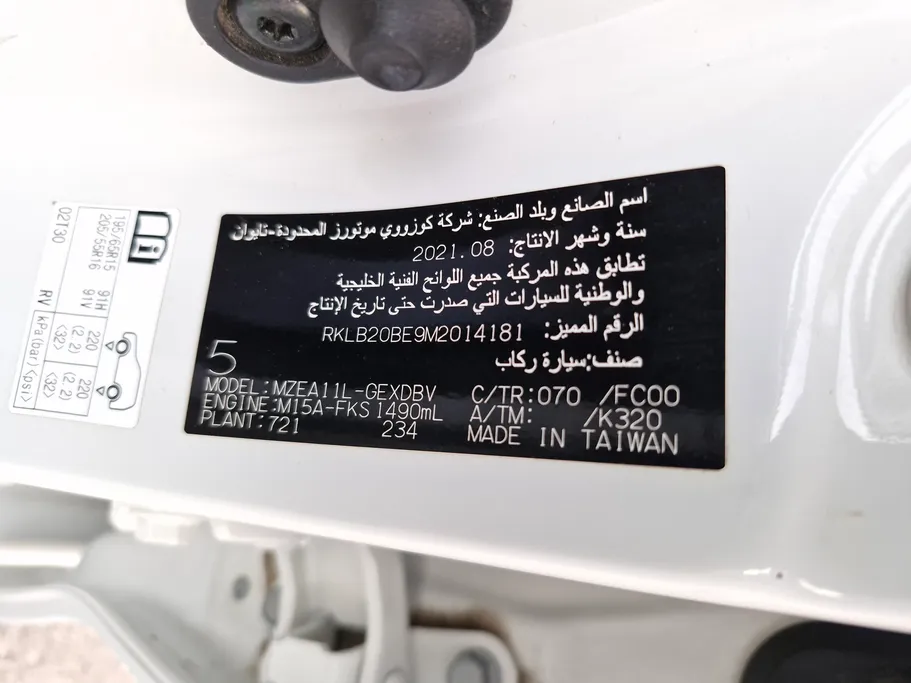 اسم الصانع وبلد الصنع: شركة كوزووي موتورز المحدودة-تايوان
سنة وشهر الانتاج: 2021.08
تطابق هذه المركبة جميع اللوائح الفنية الخليجية
والوطنية للسيارات التي صدرت حتى تاريخ الإنتاج
الرقم المميز: RKLB20BE9M2014181
صنف:سيارة ركاب
5
MODEL:MZEA11L-GEXDBV C/TR:070 /FC00
ENGINE:M15A-FKS 1490mL A/TM: /K320
PLANT:721 234 MADE IN TAIWAN
195/65R15 91H 220 (2.2) <32> 220 (2.2) <32>
205/55R16 91V
02T30 RV kPa(bar)<psi>